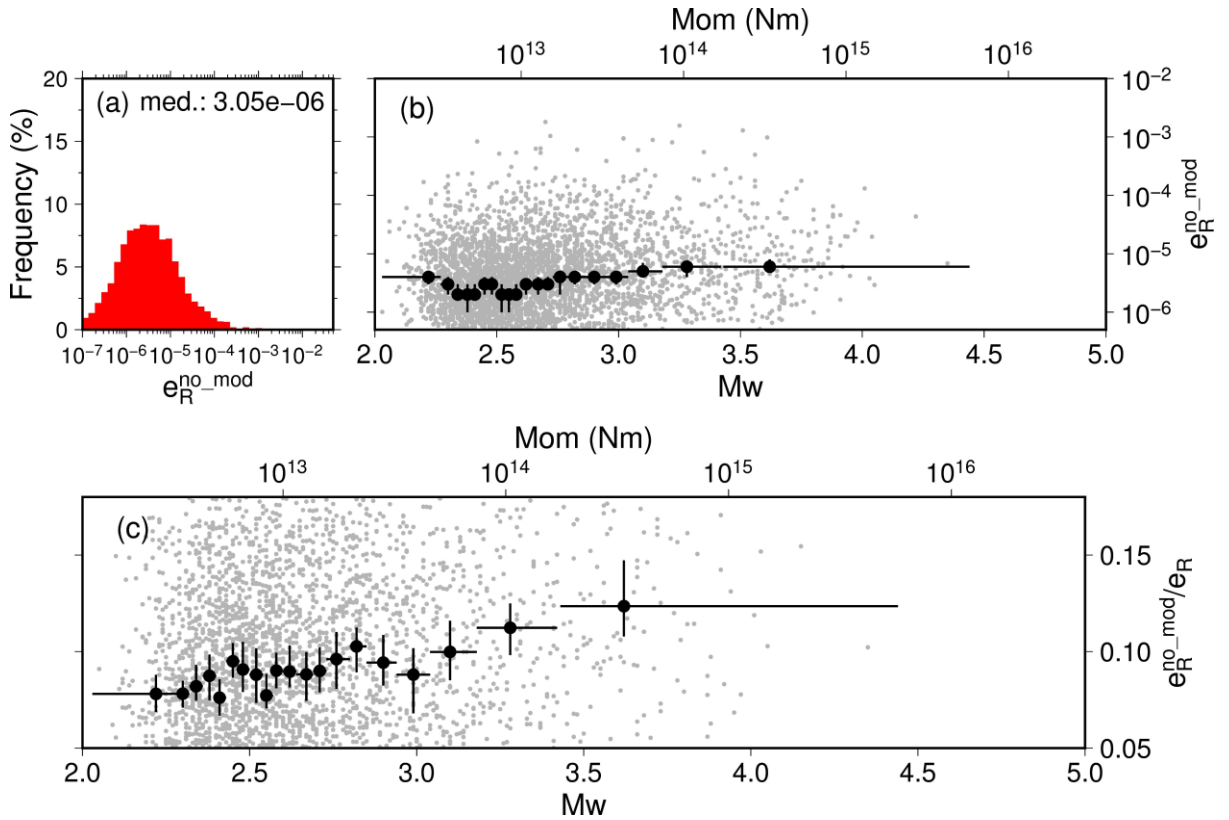 Mom (Nm)
10^13 10^14 10^15 10^16
20
15
10
5
0
Frequency (%)
(a) med.: 3.05e−06
10^−7 10^−6 10^−5 10^−4 10^−3 10^−2
e_R^no_mod
(b)
10^−2
10^−3
10^−4
10^−5
10^−6
e_R^no_mod
2.0 2.5 3.0 3.5 4.0 4.5 5.0
Mw
Mom (Nm)
10^13 10^14 10^15 10^16
(c)
0.15
0.10
0.05
e_R^no_mod/e_R
2.0 2.5 3.0 3.5 4.0 4.5 5.0
Mw